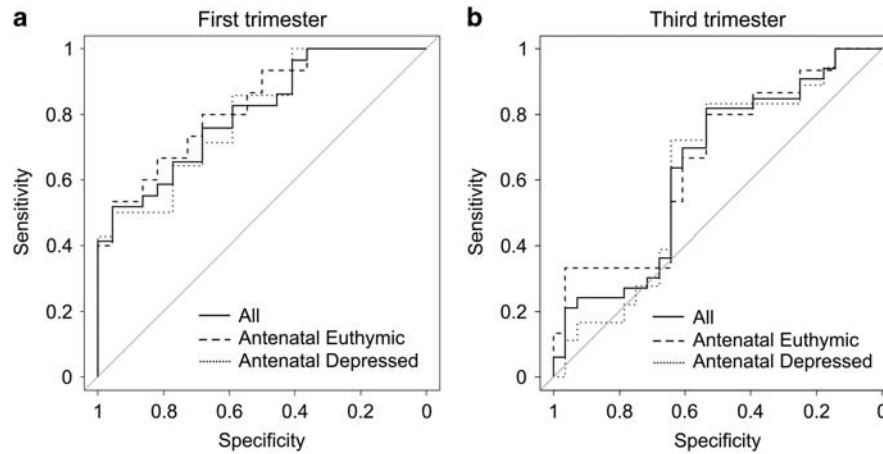 a
First trimester
Sensitivity
1
0.8
0.6
0.4
0.2
0
All
Antenatal Euthymic
Antenatal Depressed
1 0.8 0.6 0.4 0.2 0
Specificity
b
Third trimester
Sensitivity
1
0.8
0.6
0.4
0.2
0
All
Antenatal Euthymic
Antenatal Depressed
1 0.8 0.6 0.4 0.2 0
Specificity